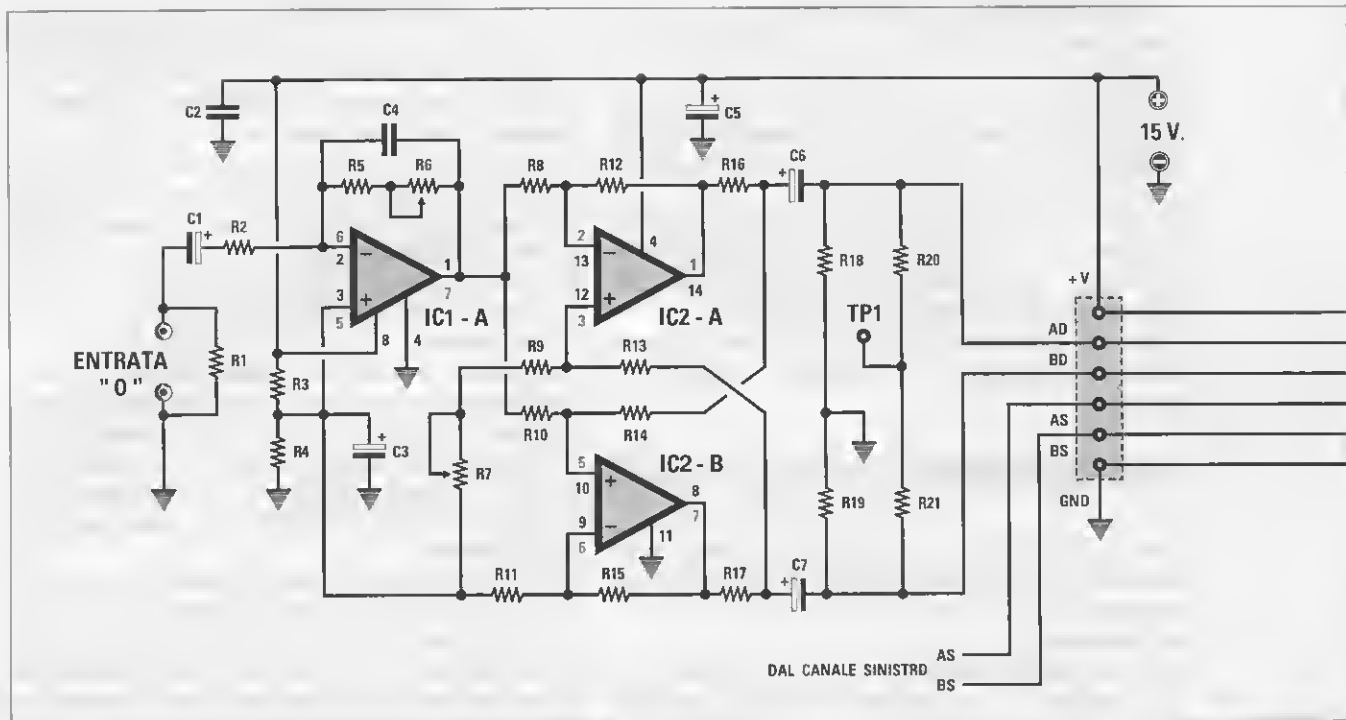 C2
C4
C5
C6
15 V.
R5
R6
R8
R12
R16
C1
R2
6
2
1
7
3
5
8
4
IC1 - A
2
13
4
1
14
12
3
IC2 - A
R18
R20
+ V
TP1
AD
BD
AS
BS
GND
ENTRATA
" O "
R1
R3
R4
C3
R9
R13
R10
R14
R7
IC2 - B
5
10
9
6
8
7
11
R19
R21
R11
R15
R17
C7
DAL CANALE SINISTRO
AS
BS